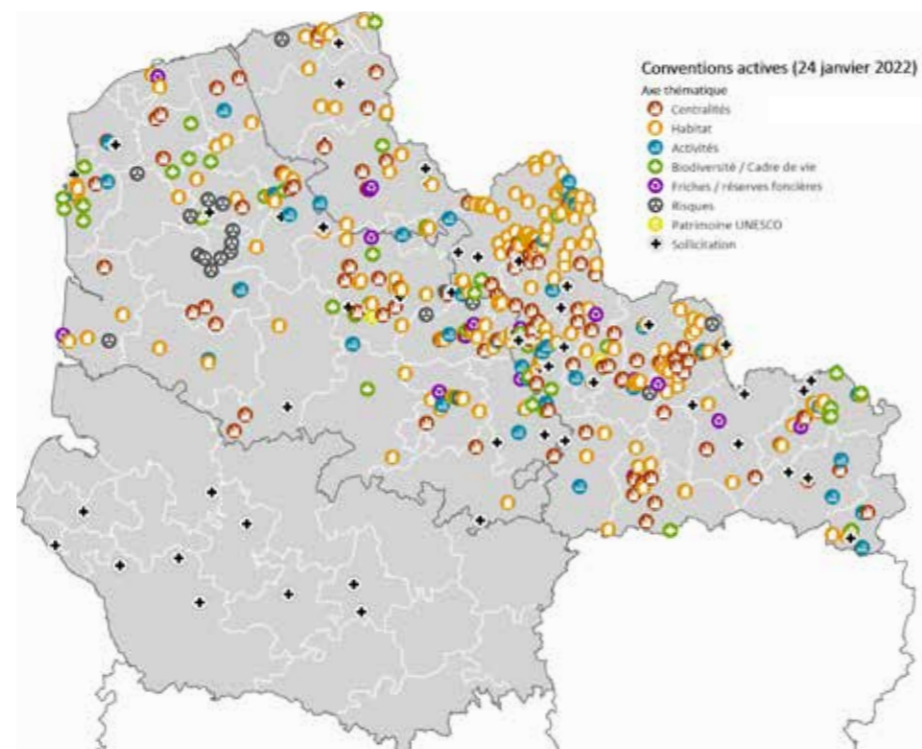 Conventions actives (24 janvier 2022)
Axe thématique
Centralités
Habitat
Activités
Biodiversité / Cadre de vie
Friches / réserves foncières
Risques
Patrimoine UNESCO
Sollicitation